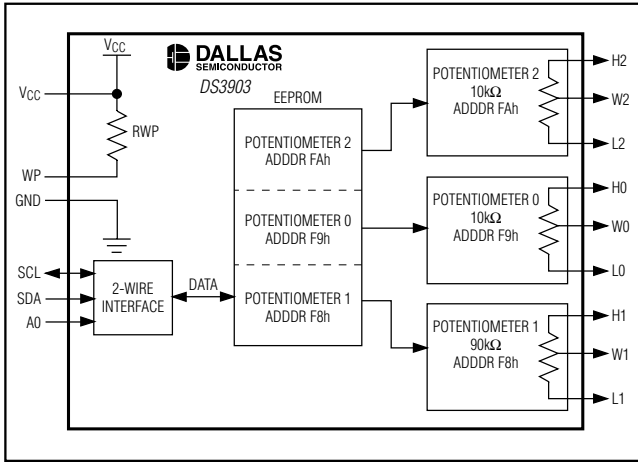 VCC
VCC
RWP
WP
GND
SCL
SDA
A0
2-WIRE
INTERFACE
DATA
DALLAS
SEMICONDUCTOR
DS3903
EEPROM
POTENTIOMETER 2
ADDDR FAh
POTENTIOMETER 0
ADDDR F9h
POTENTIOMETER 1
ADDDR F8h
POTENTIOMETER 2
10kΩ
ADDDR FAh
H2
W2
L2
POTENTIOMETER 0
10kΩ
ADDDR F9h
H0
W0
L0
POTENTIOMETER 1
90kΩ
ADDDR F8h
H1
W1
L1